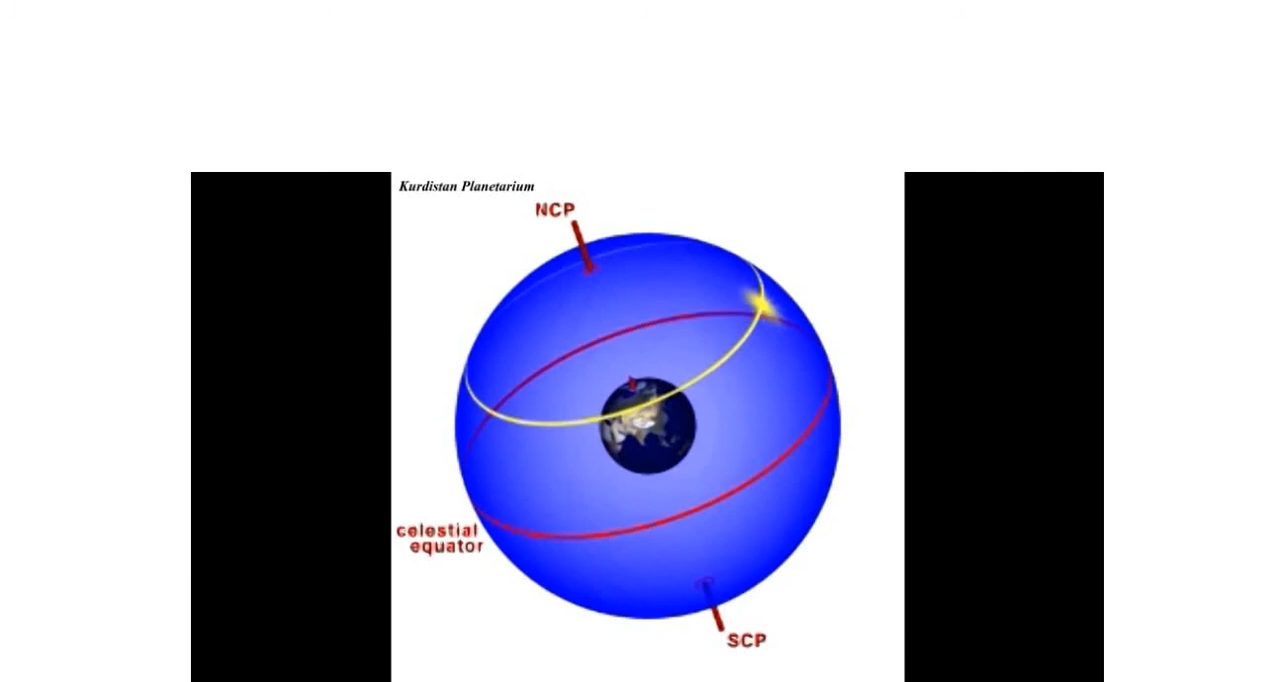 Kurdistan Planetarium
NCP
celestial
equator
SCP